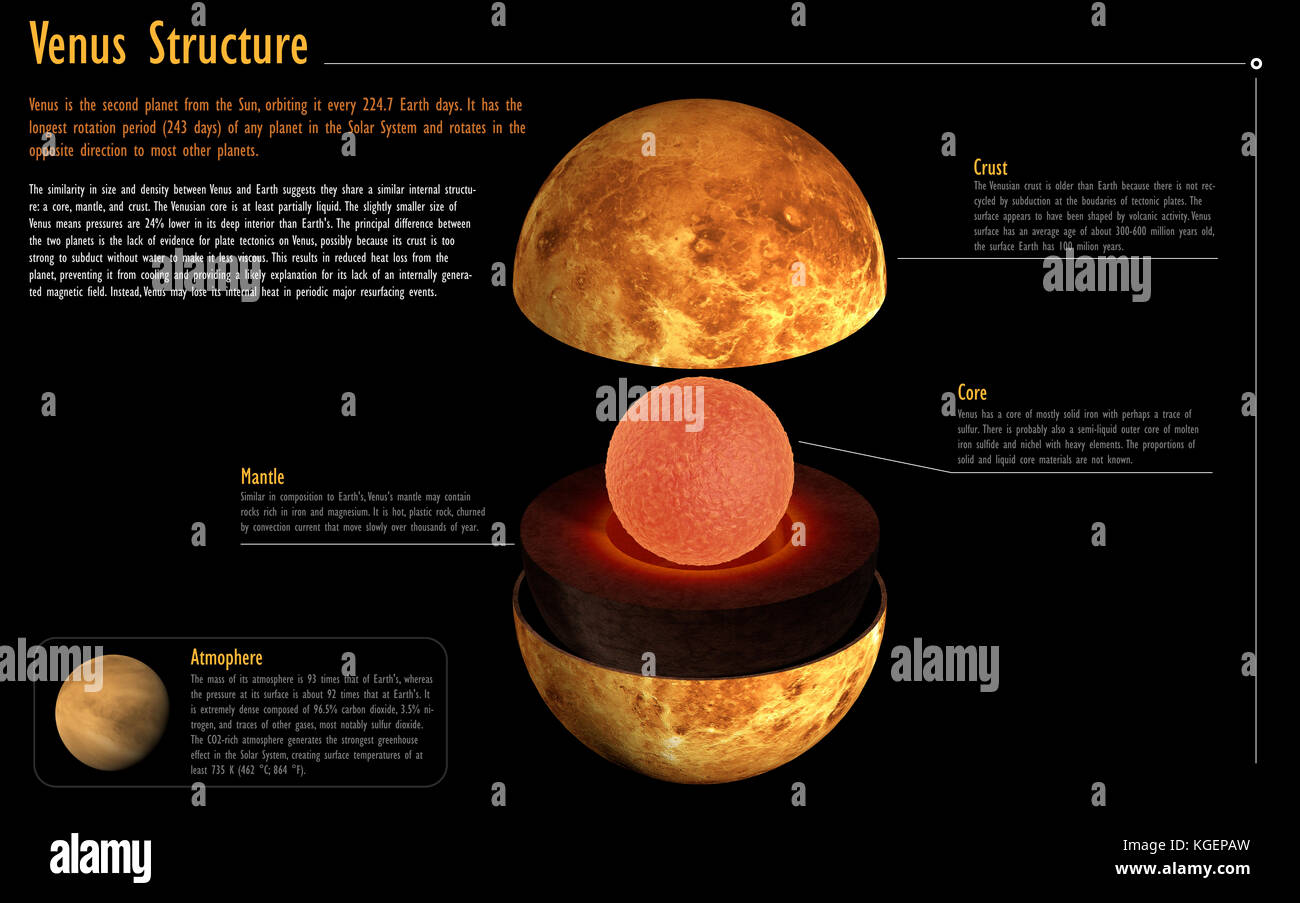 Venus Structure
Venus is the second planet from the Sun, orbiting it every 224.7 Earth days. It has the
longest rotation period (243 days) of any planet in the Solar System and rotates in the
opposite direction to most other planets.
The similarity in size and density between Venus and Earth suggests they share a similar internal structu-
re: a core, mantle, and crust. The Venusian core is at least partially liquid. The slightly smaller size of
Venus means pressures are 24% lower in its deep interior than Earth's. The principal difference between
the two planets is the lack of evidence for plate tectonics on Venus, possibly because its crust is too
strong to subduct without water to make it less viscous. This results in reduced heat loss from the
planet, preventing it from cooling and providing a likely explanation for its lack of an internally genera-
ted magnetic field. Instead, Venus may lose its internal heat in periodic major resurfacing events.
Crust
The Venusian crust is older than Earth because there is not rec-
cycled by subduction at the boudaries of tectonic plates. The
surface appears to have been shaped by volcanic activity. Venus
surface has an average age of about 300-600 million years old,
the surface Earth has 100 milion years.
Core
Venus has a core of mostly solid iron with perhaps a trace of
sulfur. There is probably also a semi-liquid outer core of molten
iron sulfide and nichel with heavy elements. The proportions of
solid and liquid core materials are not known.
Mantle
Similar in composition to Earth's, Venus's mantle may contain
rocks rich in iron and magnesium. It is hot, plastic rock, churned
by convection current that move slowly over thousands of year.
Atmophere
The mass of its atmosphere is 93 times that of Earth's, whereas
the pressure at its surface is about 92 times that at Earth's. It
is extremely dense composed of 96.5% carbon dioxide, 3.5% ni-
trogen, and traces of other gases, most notably sulfur dioxide.
The CO2-rich atmosphere generates the strongest greenhouse
effect in the Solar System, creating surface temperatures of at
least 735 K (462 °C; 864 °F).
alamy
alamy
alamy
alamy
alamy
alamy
Image ID: KGEPAW
www.alamy.com